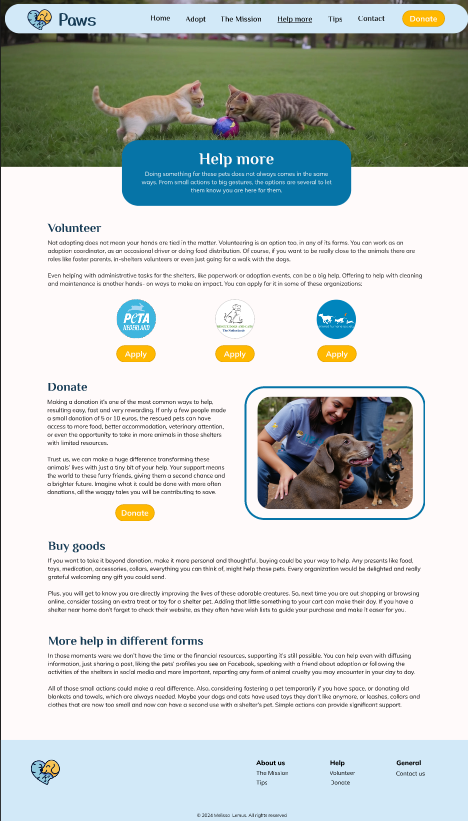 Paws
Home Adopt The Mission Help more Tips Contact Donate
Help more
Doing something for these pets does not always comes in the same
ways. From small actions to big gestures, the options are several to let
them know you are here for them.
Volunteer
Not adopting does not mean your hands are tied in the matter. Volunteering is an option too, in any of its forms. You can work as an
adoption coordinator, as an occasional driver or doing food distribution. Of course, if you want to be really close to the animals there are
roles like foster parents, in-shelters volunteers or even just going for a walk with the dogs.
Even helping with administrative tasks for the shelters, like paperwork or adoption events, can be a big help. Offering to help with cleaning
and maintenance is another hands- on ways to make an impact. You can apply for it in some of these organizations:
PETA
NEDERLAND
Apply Apply Apply
Donate
Making a donation it's one of the most common ways to help,
resulting easy, fast and very rewarding. If only a few people made
a small donation of 5 or 10 euros, the rescued pets can have
access to more food, better accommodation, veterinary attention,
or even the opportunity to take in more animals in those shelters
with limited resources.
Trust us, we can make a huge difference transforming these
animals' lives with just a tiny bit of your help. Your support means
the world to these furry friends, giving them a second chance and
a brighter future. Imagine what it could be done with more often
donations, all the waggy tales you will be contributing to save.
Donate
Buy goods
If you want to take it beyond donation, make it more personal and thoughtful, buying could be your way to help. Any presents like food,
toys, medication, accessories, collars, everything you can think of, might help those pets. Every organization would be delighted and really
grateful welcoming any gift you could send.
Plus, you will get to know you are directly improving the lives of these adorable creatures. So, next time you are out shopping or browsing
online, consider tossing an extra treat or toy for a shelter pet. Adding that little something to your cart can make their day. If you have a
shelter near home don't forget to check their website, as they often have wish lists to guide your purchase and make it easer for you.
More help in different forms
In those moments were we don't have the time or the financial resources, supporting it's still possible. You can help even with diffusing
information, just sharing a post, liking the pets' profiles you see on Facebook, speaking with a friend about adoption or following the
activities of the shelters in social media and more important, reporting any form of animal cruelty you may encounter in your day to day.
All of those small actions could make a real difference. Also, considering fostering a pet temporarily if you have space, or donating old
blankets and towels, which are always needed. Maybe your dogs and cats have used toys they don't like anymore, or leashes, collars and
clothes that are now too small and now can have a second use with a shelter's pet. Simple actions can provide significant support.
About us Help General
The Mission Volunteer Contact us
Tips Donate
© 2024 Melissa Lemus. All rights reserved